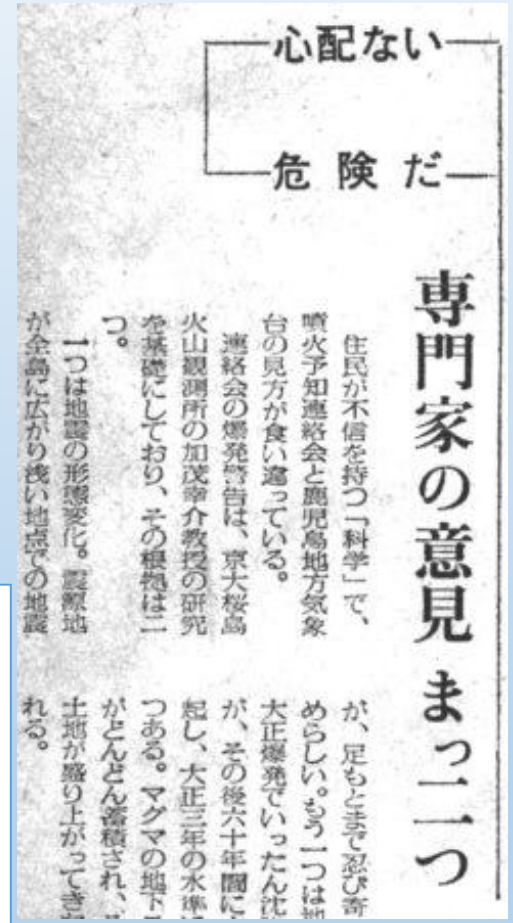 心配ない
危険だ
専門家の意見まっ二つ
住民が不信を持つ「科学」で、
噴火予知連絡会と鹿児島地方気象
台の見方が食い違っている。
連絡会の爆発警告は、京大桜島
火山観測所の加茂幸介教授の研究
を基礎にしており、その根拠は二
つ。
一つは地震の形態変化。震源地
が全島に広がり浅い地点での地震
が、足もとまで忍び寄
めらしい。もう一つは地
大正爆発でいったん沈
が、その後六十年間に
起し、大正三年の水準
つある。マグマの地下
がどんどん蓄積され、
土地が盛り上がってき
れる。